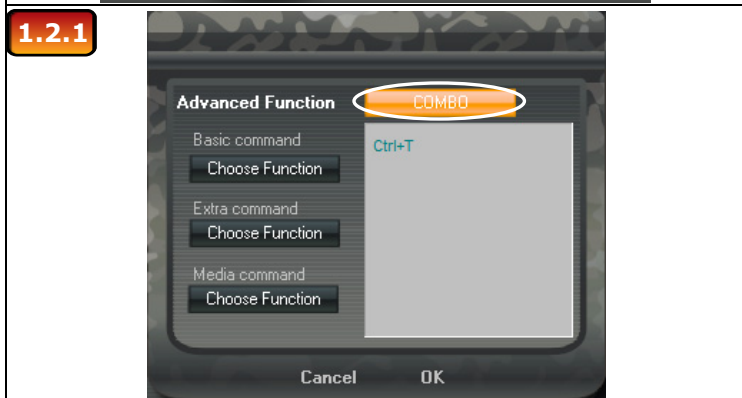 1.2.1
Advanced Function COMBO
Basic command
Choose Function
Ctrl+T
Extra command
Choose Function
Media command
Choose Function
Cancel OK